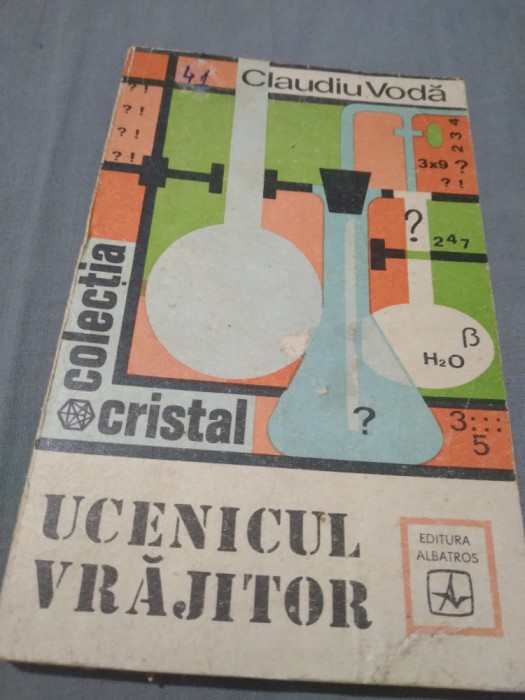 41
Claudiu Vodă
? !
? !
? !
? !
2 3 4
3x9 ?
? !
?
247
β
H₂O
?
3:::
5
colecția
cristal
UCENICUL
VRĂJITOR
EDITURA
ALBATROS